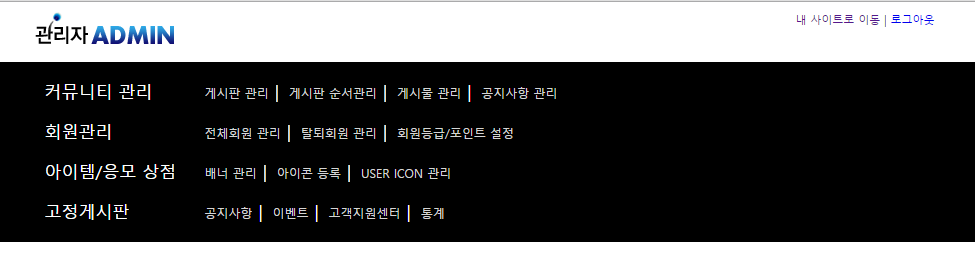 관리자 ADMIN
내 사이트로 이동 | 로그아웃
커뮤니티 관리 게시판 관리 | 게시판 순서관리 | 게시물 관리 | 공지사항 관리
회원관리 전체회원 관리 | 탈퇴회원 관리 | 회원등급/포인트 설정
아이템/응모 상점 배너 관리 | 아이콘 등록 | USER ICON 관리
고정게시판 공지사항 | 이벤트 | 고객지원센터 | 통계